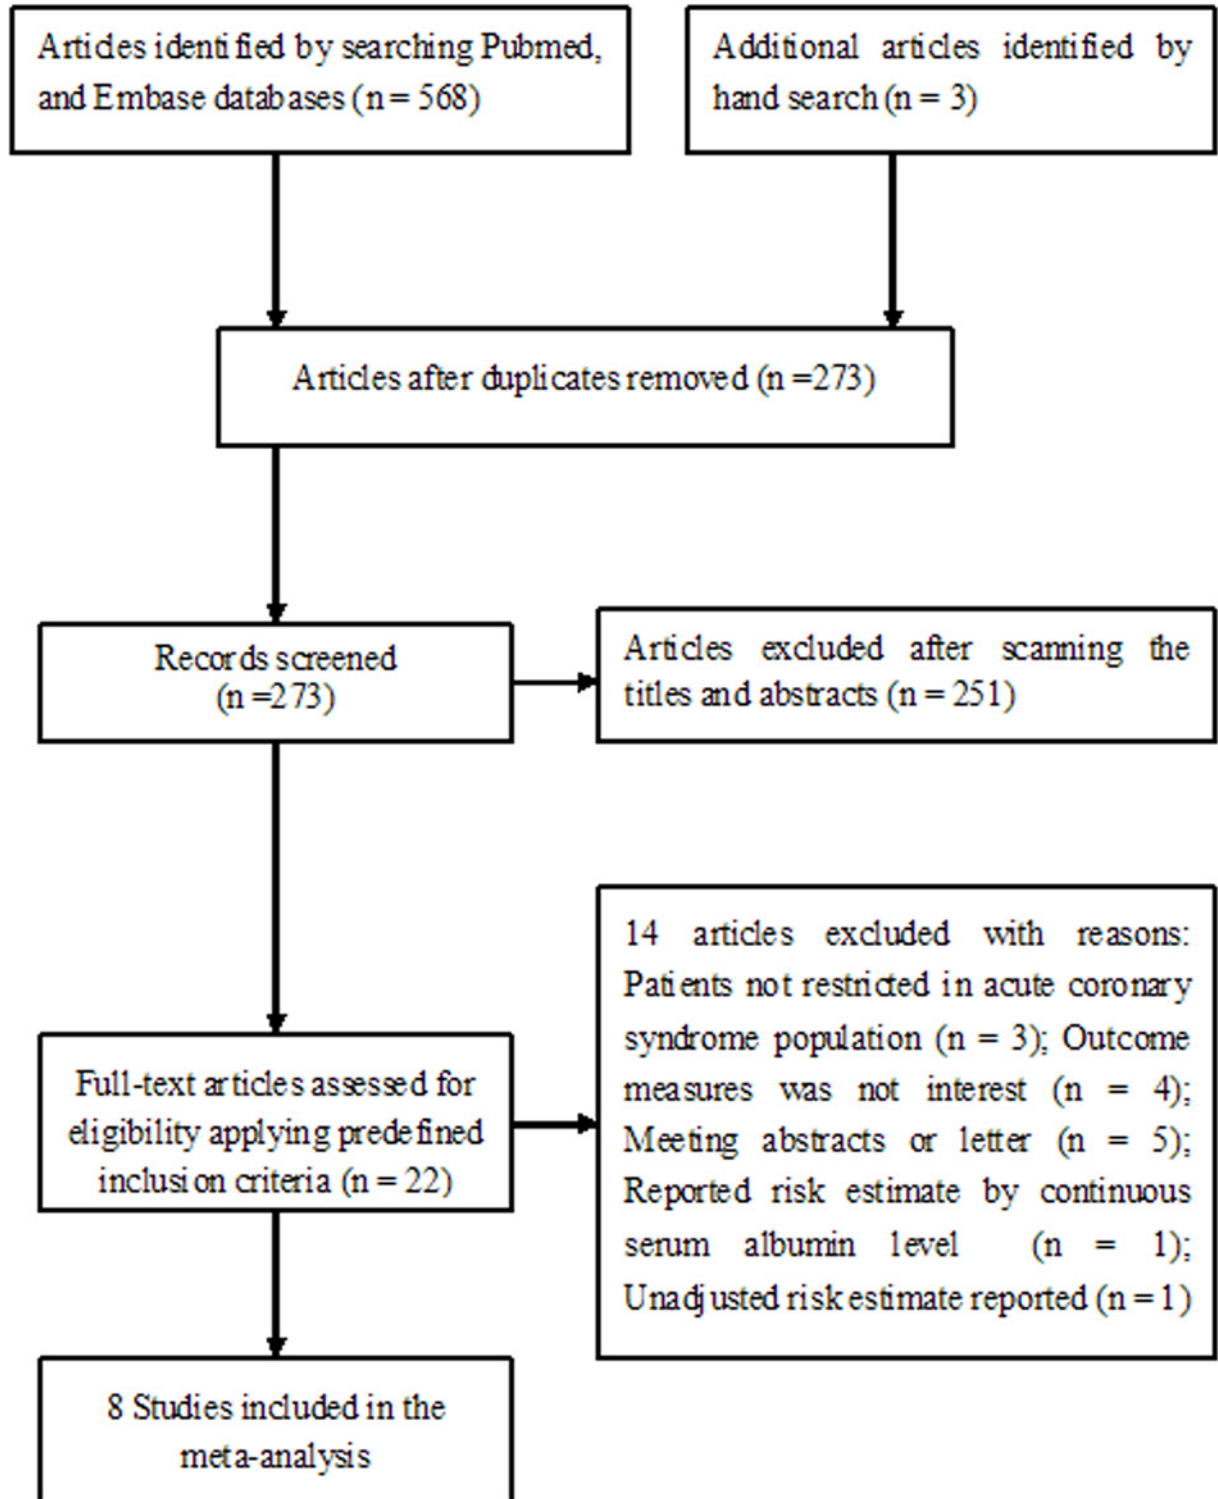 Articles identified by searching Pubmed,
and Embase databases (n = 568)
Additional articles identified by
hand search (n = 3)
Articles after duplicates removed (n =273)
Records screened
(n =273)
Articles excluded after scanning the
titles and abstracts (n = 251)
Full-text articles assessed for
eligibility applying predefined
inclusion criteria (n = 22)
14 articles excluded with reasons:
Patients not restricted in acute coronary
syndrome population (n = 3); Outcome
measures was not interest (n = 4);
Meeting abstracts or letter (n = 5);
Reported risk estimate by continuous
serum albumin level (n = 1);
Unadjusted risk estimate reported (n = 1)
8 Studies included in the
meta-analysis